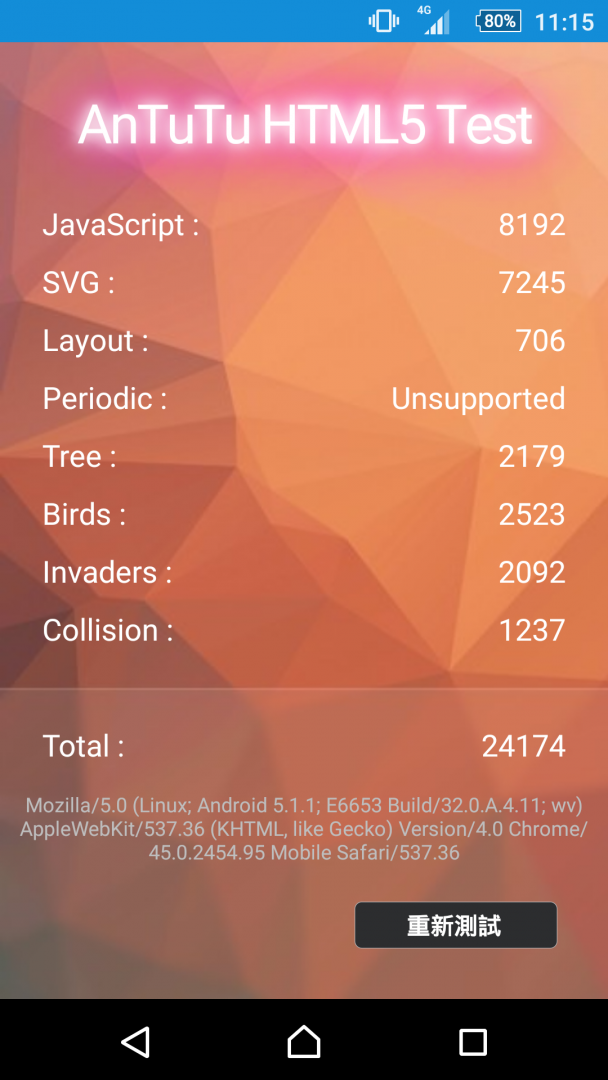 4G 80% 11:15
AnTuTu HTML5 Test
JavaScript : 8192
SVG : 7245
Layout : 706
Periodic : Unsupported
Tree : 2179
Birds : 2523
Invaders : 2092
Collision : 1237
Total : 24174
Mozilla/5.0 (Linux; Android 5.1.1; E6653 Build/32.0.A.4.11; wv)
AppleWebKit/537.36 (KHTML, like Gecko) Version/4.0 Chrome/
45.0.2454.95 Mobile Safari/537.36
重新測試